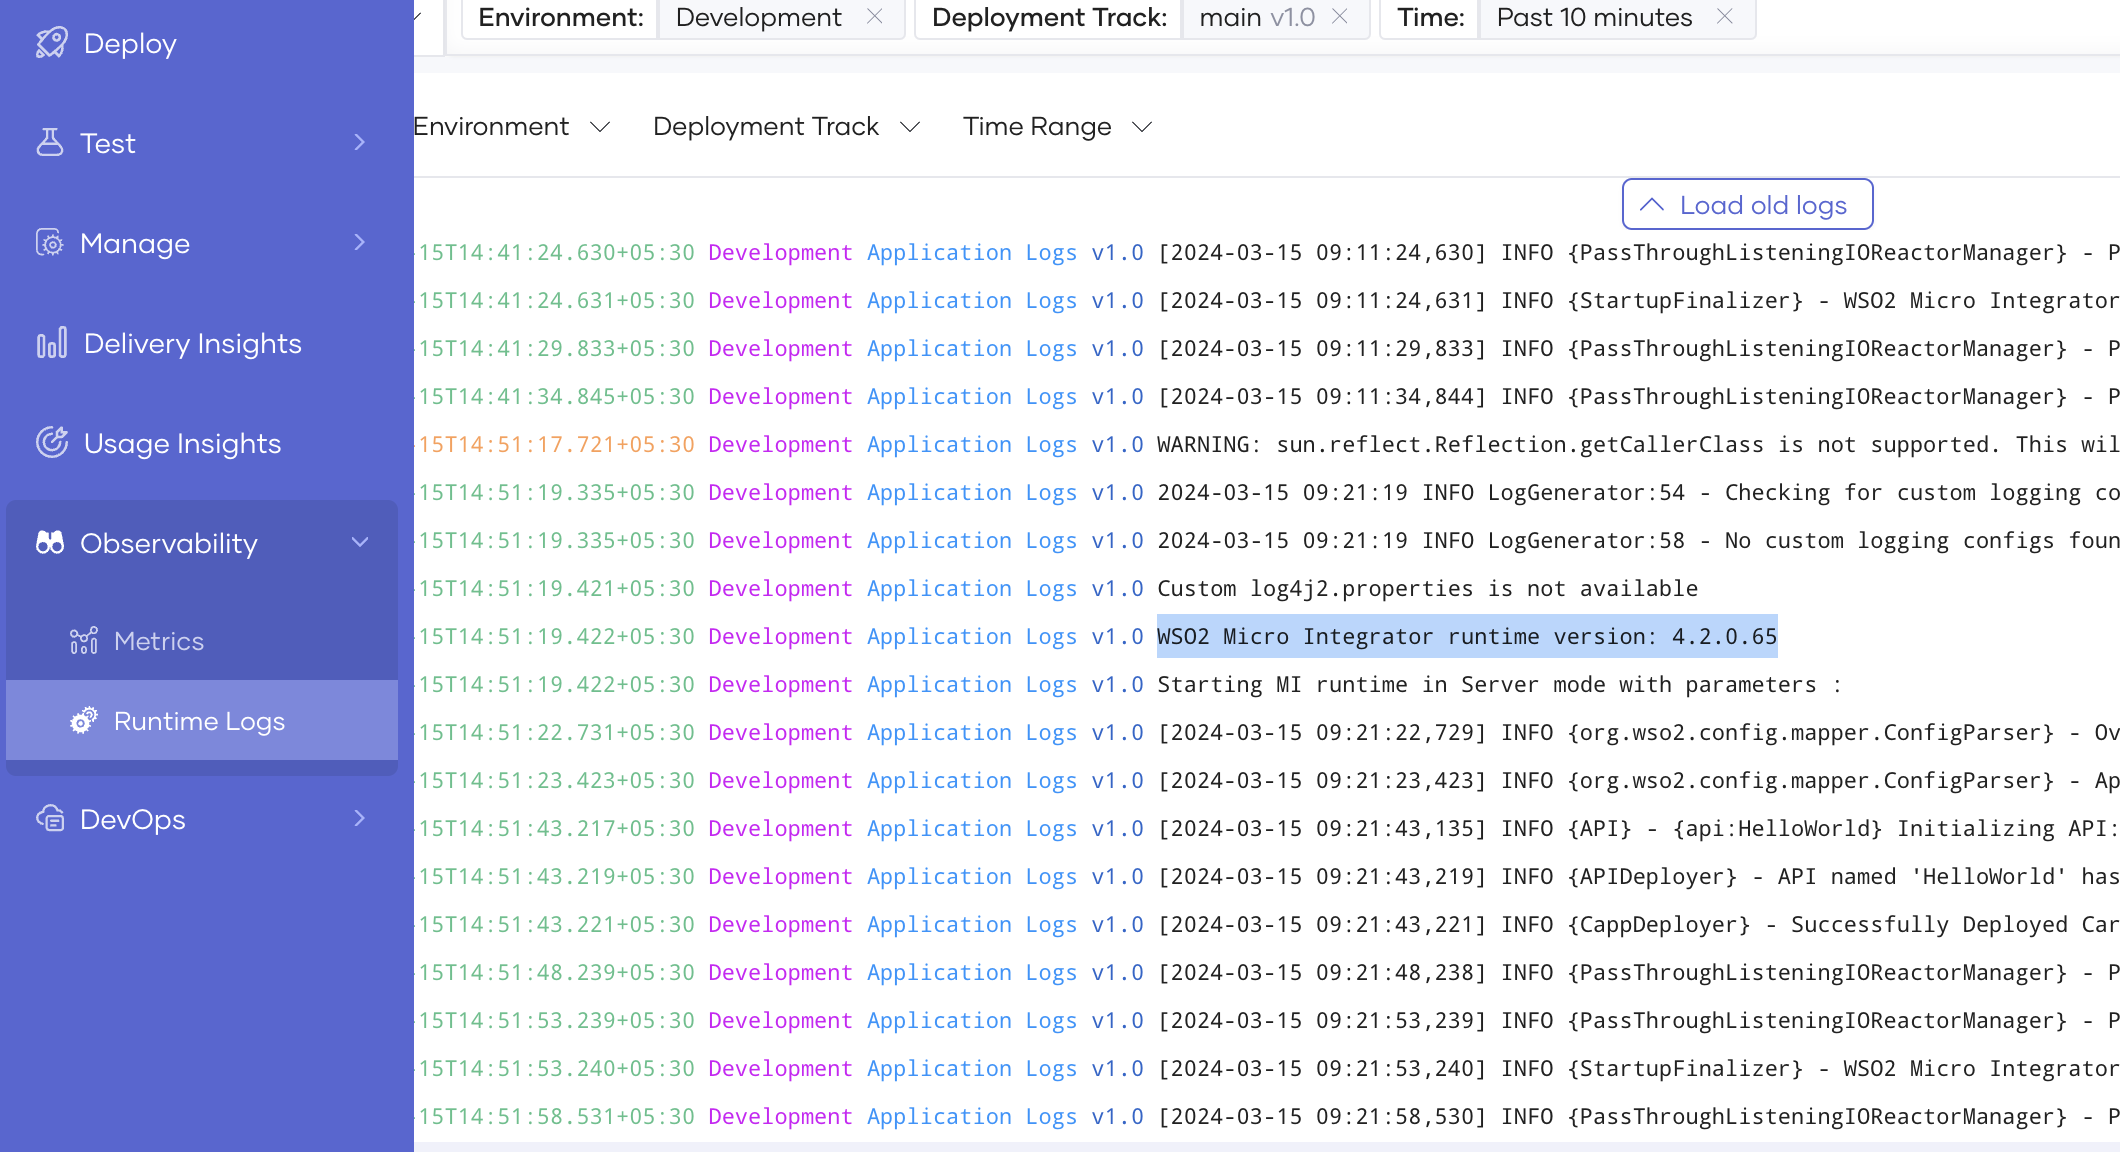 Deploy
Test
Manage
Delivery Insights
Usage Insights
Observability
Metrics
Runtime Logs
DevOps
Environment: Development Deployment Track: main v1.0 Time: Past 10 minutes
Environment Deployment Track Time Range
Load old logs
-15T14:41:24.630+05:30 Development Application Logs v1.0 [2024-03-15 09:11:24,630] INFO {PassThroughListeningIOReactorManager} - P
-15T14:41:24.631+05:30 Development Application Logs v1.0 [2024-03-15 09:11:24,631] INFO {StartupFinalizer} - WSO2 Micro Integrator
-15T14:41:29.833+05:30 Development Application Logs v1.0 [2024-03-15 09:11:29,833] INFO {PassThroughListeningIOReactorManager} - P
-15T14:41:34.845+05:30 Development Application Logs v1.0 [2024-03-15 09:11:34,844] INFO {PassThroughListeningIOReactorManager} - P
-15T14:51:17.721+05:30 Development Application Logs v1.0 WARNING: sun.reflect.Reflection.getCallerClass is not supported. This wil
-15T14:51:19.335+05:30 Development Application Logs v1.0 2024-03-15 09:21:19 INFO LogGenerator:54 - Checking for custom logging co
-15T14:51:19.335+05:30 Development Application Logs v1.0 2024-03-15 09:21:19 INFO LogGenerator:58 - No custom logging configs foun
-15T14:51:19.421+05:30 Development Application Logs v1.0 Custom log4j2.properties is not available
-15T14:51:19.422+05:30 Development Application Logs v1.0 WSO2 Micro Integrator runtime version: 4.2.0.65
-15T14:51:19.422+05:30 Development Application Logs v1.0 Starting MI runtime in Server mode with parameters :
-15T14:51:22.731+05:30 Development Application Logs v1.0 [2024-03-15 09:21:22,729] INFO {org.wso2.config.mapper.ConfigParser} - Ov
-15T14:51:23.423+05:30 Development Application Logs v1.0 [2024-03-15 09:21:23,423] INFO {org.wso2.config.mapper.ConfigParser} - Ap
-15T14:51:43.217+05:30 Development Application Logs v1.0 [2024-03-15 09:21:43,135] INFO {API} - {api:HelloWorld} Initializing API:
-15T14:51:43.219+05:30 Development Application Logs v1.0 [2024-03-15 09:21:43,219] INFO {APIDeployer} - API named 'HelloWorld' has
-15T14:51:43.221+05:30 Development Application Logs v1.0 [2024-03-15 09:21:43,221] INFO {CappDeployer} - Successfully Deployed Car
-15T14:51:48.239+05:30 Development Application Logs v1.0 [2024-03-15 09:21:48,238] INFO {PassThroughListeningIOReactorManager} - P
-15T14:51:53.239+05:30 Development Application Logs v1.0 [2024-03-15 09:21:53,239] INFO {PassThroughListeningIOReactorManager} - P
-15T14:51:53.240+05:30 Development Application Logs v1.0 [2024-03-15 09:21:53,240] INFO {StartupFinalizer} - WSO2 Micro Integrator
-15T14:51:58.531+05:30 Development Application Logs v1.0 [2024-03-15 09:21:58,530] INFO {PassThroughListeningIOReactorManager} - P